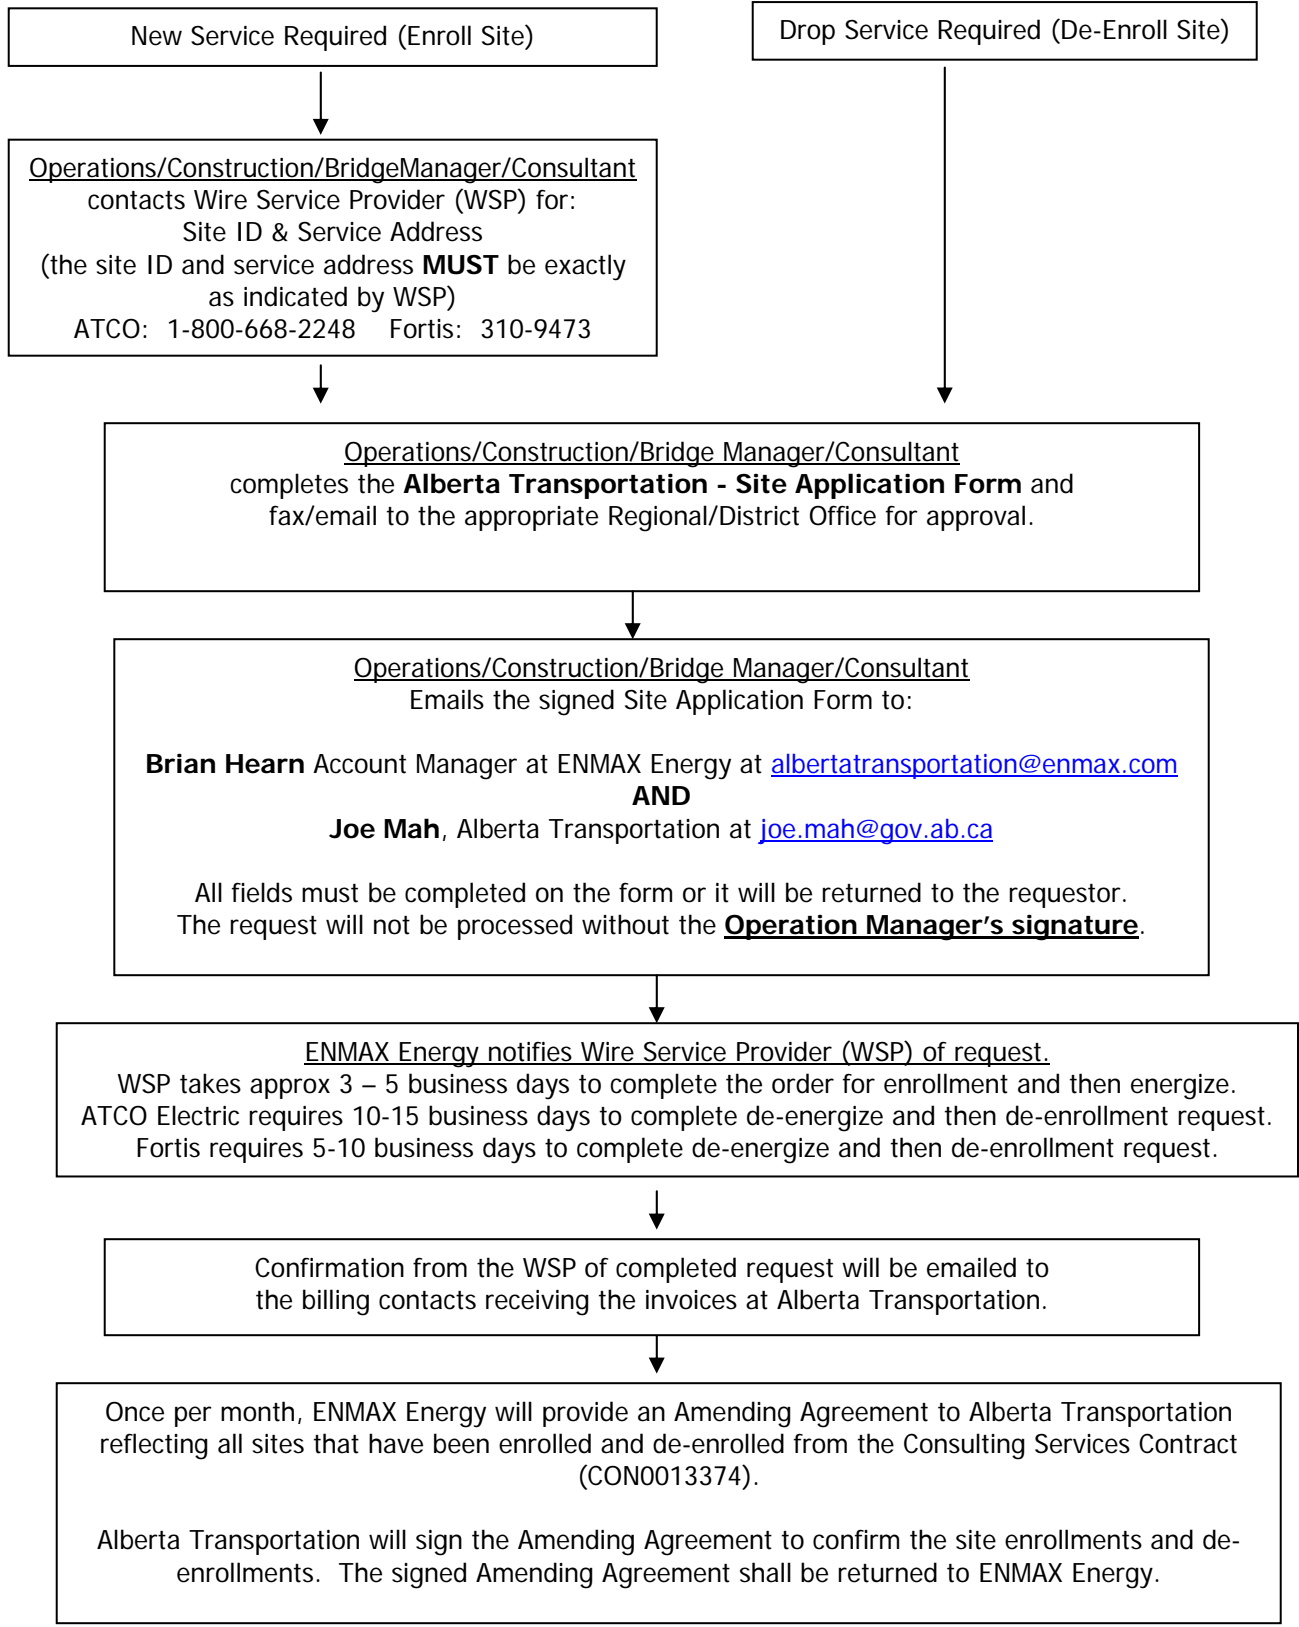 New Service Required (Enroll Site)
Drop Service Required (De-Enroll Site)
Operations/Construction/BridgeManager/Consultant
contacts Wire Service Provider (WSP) for:
Site ID & Service Address
(the site ID and service address MUST be exactly
as indicated by WSP)
ATCO: 1-800-668-2248 Fortis: 310-9473
Operations/Construction/Bridge Manager/Consultant
completes the Alberta Transportation - Site Application Form and
fax/email to the appropriate Regional/District Office for approval.
Operations/Construction/Bridge Manager/Consultant
Emails the signed Site Application Form to:
Brian Hearn Account Manager at ENMAX Energy at albertatransportation@enmax.com
AND
Joe Mah, Alberta Transportation at joe.mah@gov.ab.ca
All fields must be completed on the form or it will be returned to the requestor.
The request will not be processed without the Operation Manager’s signature.
ENMAX Energy notifies Wire Service Provider (WSP) of request.
WSP takes approx 3 – 5 business days to complete the order for enrollment and then energize.
ATCO Electric requires 10-15 business days to complete de-energize and then de-enrollment request.
Fortis requires 5-10 business days to complete de-energize and then de-enrollment request.
Confirmation from the WSP of completed request will be emailed to
the billing contacts receiving the invoices at Alberta Transportation.
Once per month, ENMAX Energy will provide an Amending Agreement to Alberta Transportation
reflecting all sites that have been enrolled and de-enrolled from the Consulting Services Contract
(CON0013374).
Alberta Transportation will sign the Amending Agreement to confirm the site enrollments and de-
enrollments. The signed Amending Agreement shall be returned to ENMAX Energy.